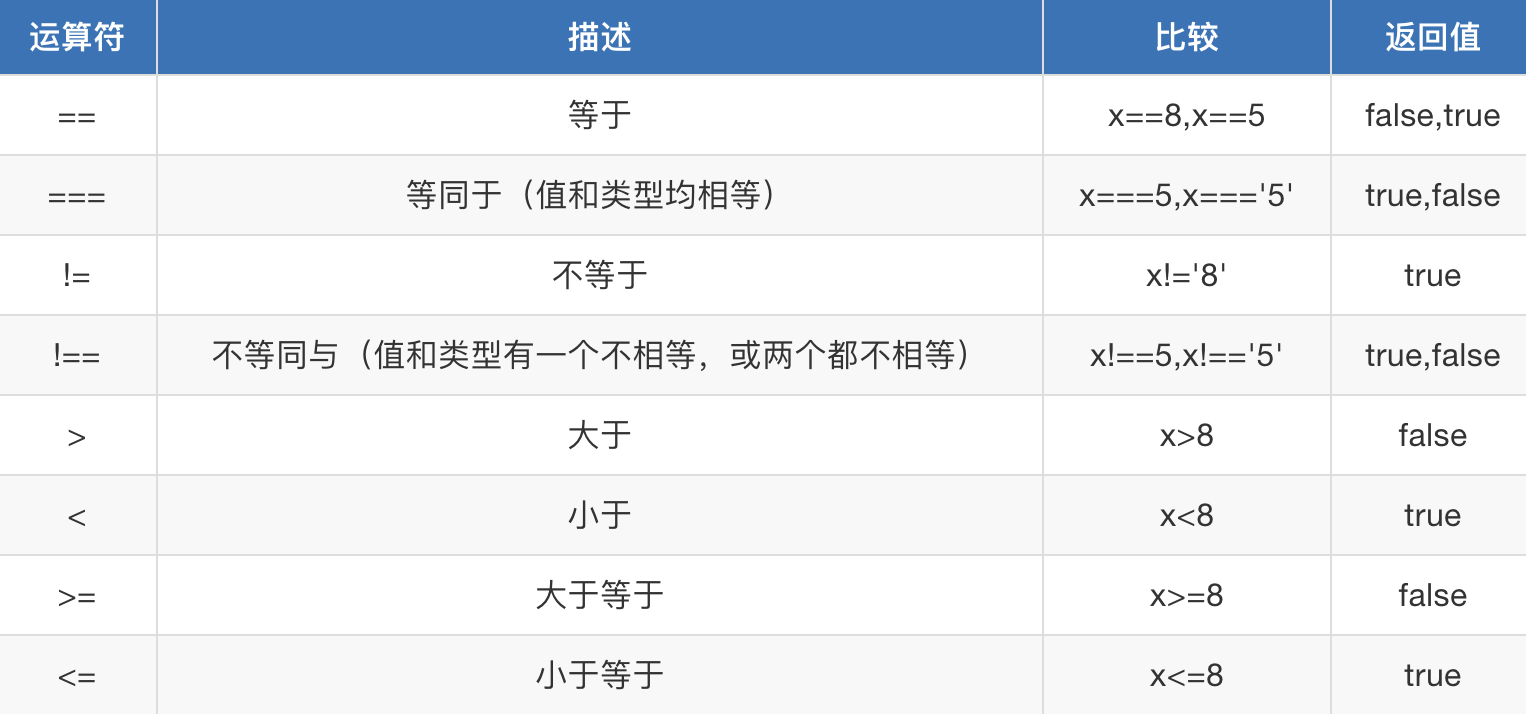 运算符 描述 比较 返回值
== 等于 x==8,x==5 false,true
=== 等同于（值和类型均相等） x===5,x==='5' true,false
!= 不等于 x!='8' true
!== 不等同与（值和类型有一个不相等，或两个都不相等） x!==5,x!=='5' true,false
> 大于 x>8 false
< 小于 x<8 true
>= 大于等于 x>=8 false
<= 小于等于 x<=8 true